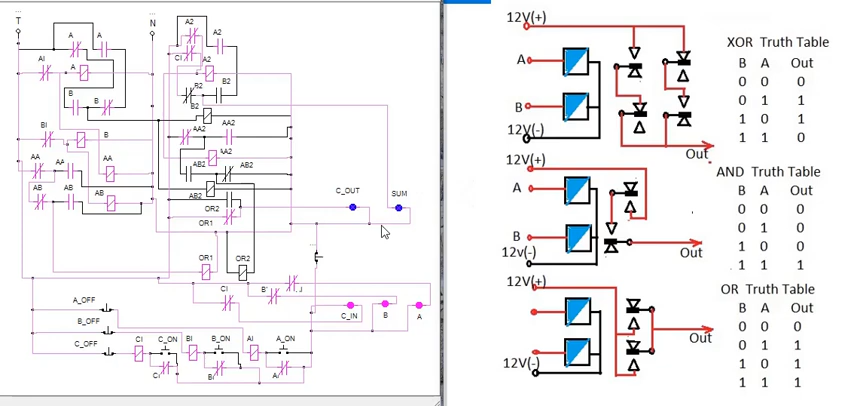 T
N
A
A
AI
A
B
B
BI
B
AA
AA
AA
AB
AB
AB
A2
A2
CI
A2
B2
B2
B2
AA2
AA2
AA2
AB2
AB2
AB2
OR2
OR1
OR1
OR2
C_OUT
SUM
CI
C_IN
B
A
A_OFF
B_OFF
C_OFF
CI
C_ON
BI
B_ON
AI
A_ON
12V(+)
A
B
12V(-)
Out
XOR Truth Table
B A Out
0 0 0
0 1 1
1 0 1
1 1 0
12V(+)
A
B
12v(-)
Out
AND Truth Table
B A Out
0 0 0
0 1 0
1 0 0
1 1 1
12V(+)
12V(-)
Out
OR Truth Table
B A Out
0 0 0
0 1 1
1 0 1
1 1 1